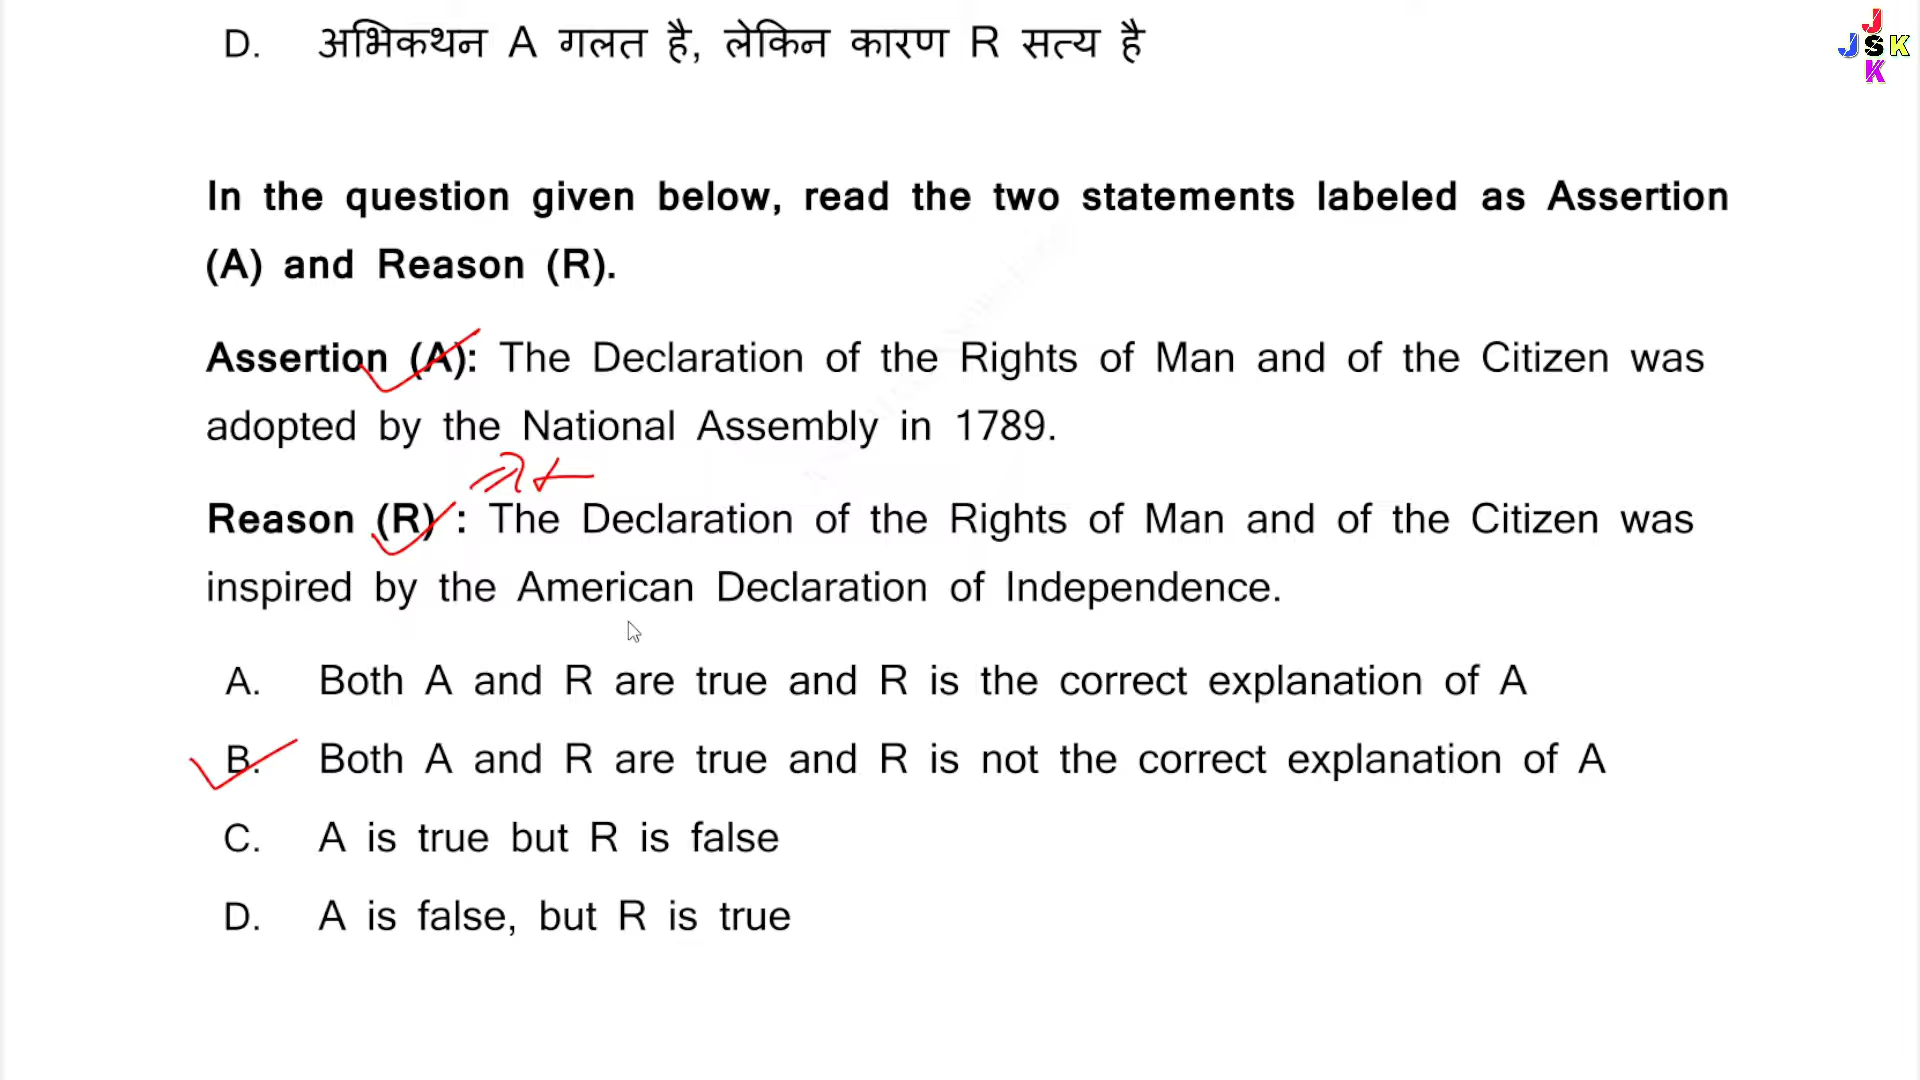 D. अभिकथन A गलत है, लेकिन कारण R सत्य है
J
JSK
K
In the question given below, read the two statements labeled as Assertion
(A) and Reason (R).
Assertion (A): The Declaration of the Rights of Man and of the Citizen was
adopted by the National Assembly in 1789.
Reason (R) : The Declaration of the Rights of Man and of the Citizen was
inspired by the American Declaration of Independence.
A. Both A and R are true and R is the correct explanation of A
B. Both A and R are true and R is not the correct explanation of A
C. A is true but R is false
D. A is false, but R is true